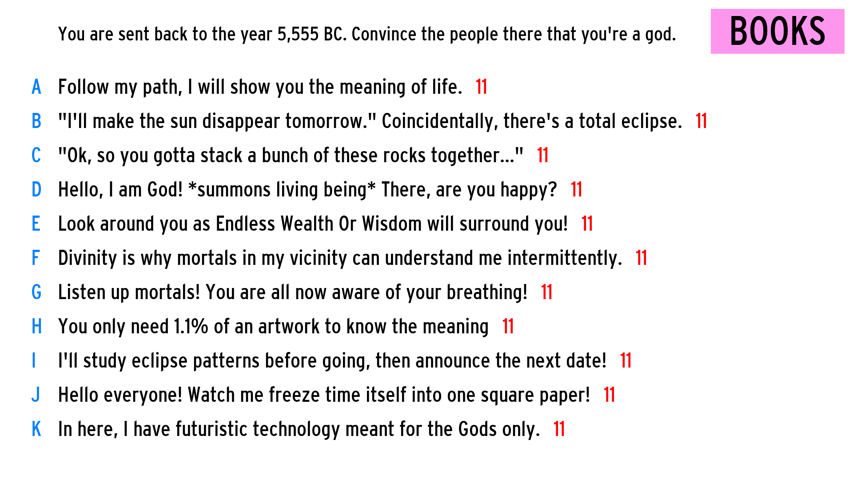 You are sent back to the year 5,555 BC. Convince the people there that you're a god.
BOOKS
A Follow my path, I will show you the meaning of life. 11
B "I'll make the sun disappear tomorrow." Coincidentally, there's a total eclipse. 11
C "Ok, so you gotta stack a bunch of these rocks together..." 11
D Hello, I am God! *summons living being* There, are you happy? 11
E Look around you as Endless Wealth Or Wisdom will surround you! 11
F Divinity is why mortals in my vicinity can understand me intermittently. 11
G Listen up mortals! You are all now aware of your breathing! 11
H You only need 1.1% of an artwork to know the meaning 11
I I'll study eclipse patterns before going, then announce the next date! 11
J Hello everyone! Watch me freeze time itself into one square paper! 11
K In here, I have futuristic technology meant for the Gods only. 11